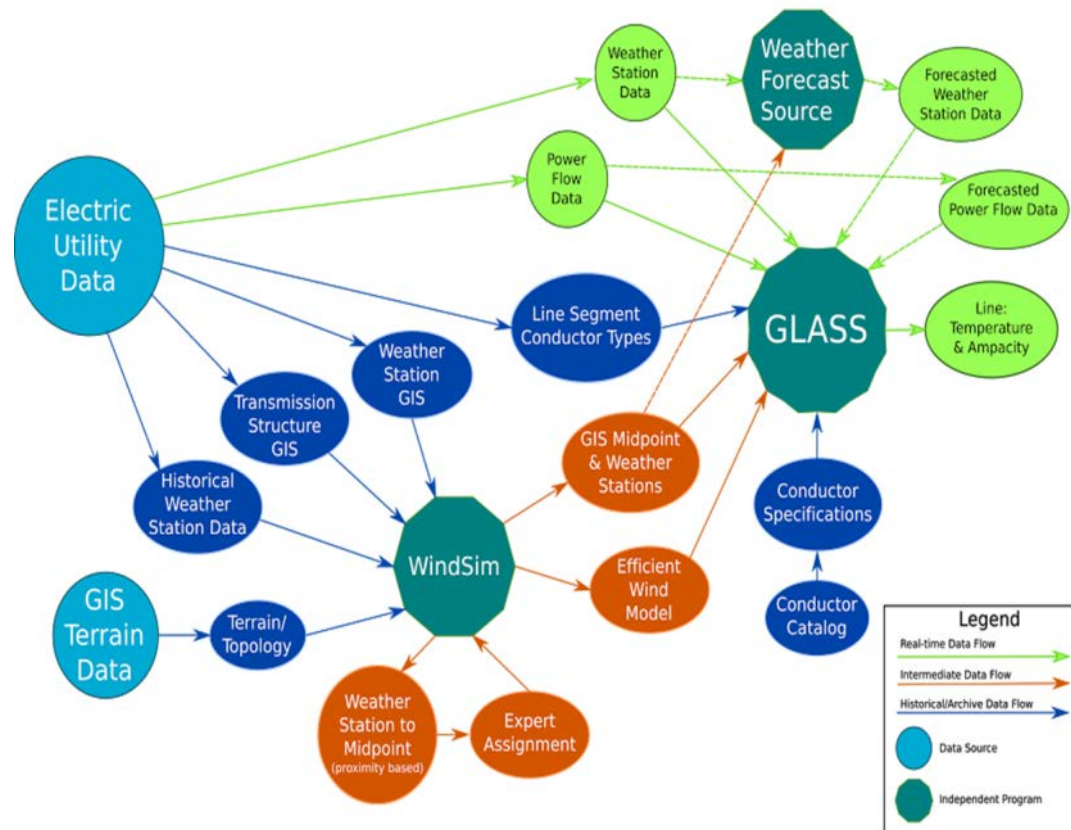 Weather
Station
Data
Weather
Forecast
Source
Forecasted
Weather
Station Data
Power
Flow
Data
Forecasted
Power Flow Data
Electric
Utility
Data
Line Segment
Conductor Types
GLASS
Line:
Temperature
& Ampacity
Weather
Station
GIS
Transmission
Structure
GIS
GIS Midpoint
& Weather
Stations
Historical
Weather
Station Data
Conductor
Specifications
WindSim
Efficient
Wind
Model
GIS
Terrain
Data
Terrain/
Topology
Conductor
Catalog
Weather
Station to
Midpoint
(proximity based)
Expert
Assignment
Legend
Real-time Data Flow
Intermediate Data Flow
Historical/Archive Data Flow
Data Source
Independent Program